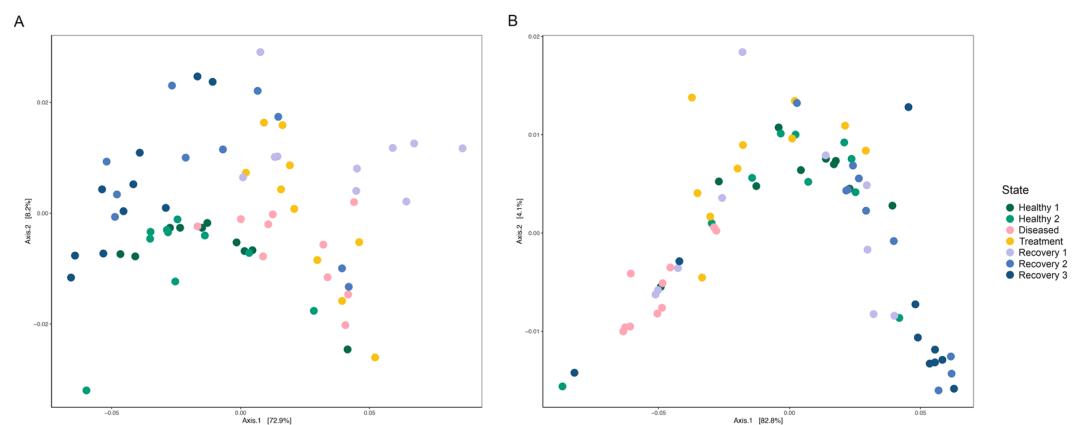 A
B
0.02
0.00
−0.02
Axis.2 [8.2%]
−0.05
0.00
0.05
Axis.1 [72.9%]
0.02
0.01
0.00
−0.01
Axis.2 [4.1%]
−0.05
0.00
0.05
Axis.1 [82.8%]
State
Healthy 1
Healthy 2
Diseased
Treatment
Recovery 1
Recovery 2
Recovery 3